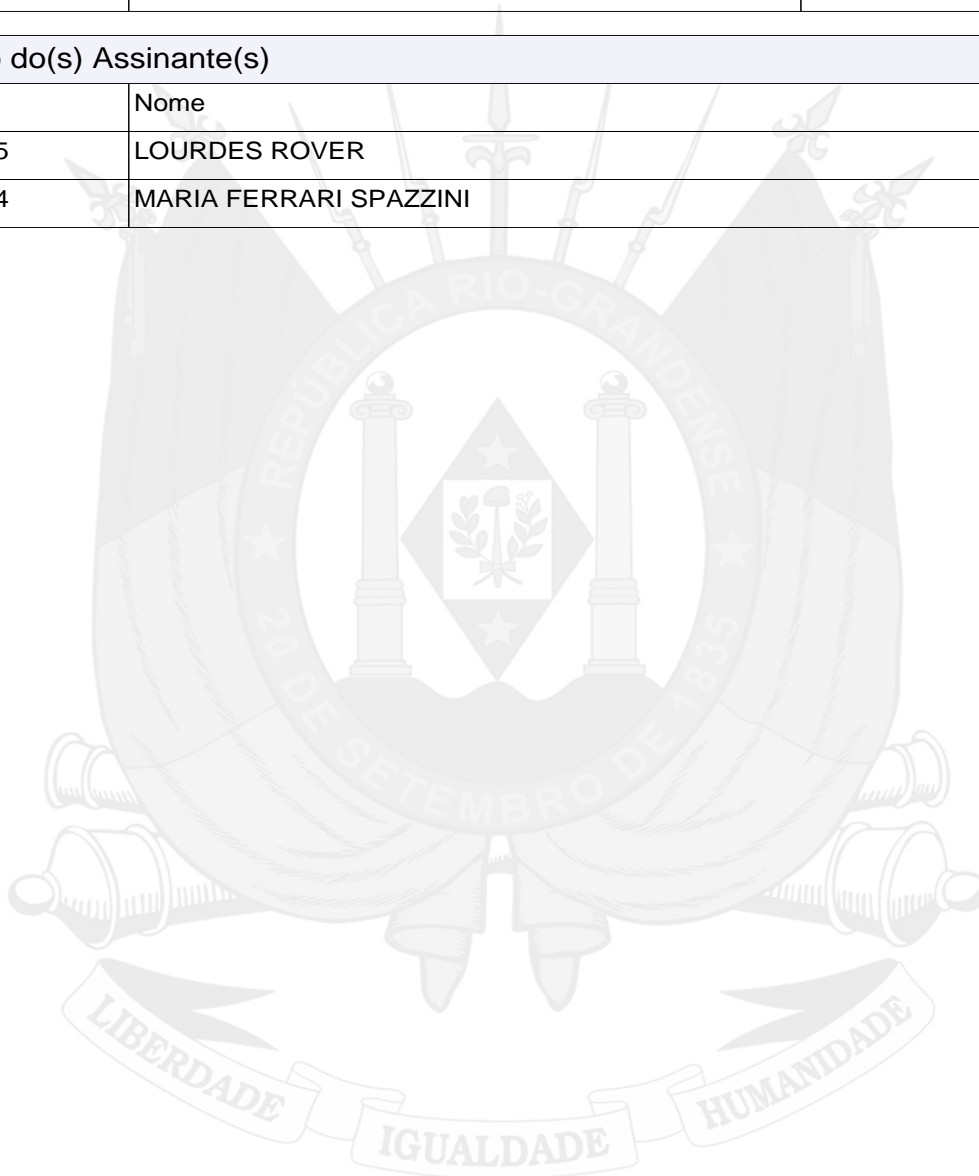 do(s) Assinante(s)
Nome
5 LOURDES ROVER
4 MARIA FERRARI SPAZZINI
REPÚBLICA RIO-GRANDENSE
20 DE SETEMBRO DE 1835
LIBERDADE IGUALDADE HUMANIDADE